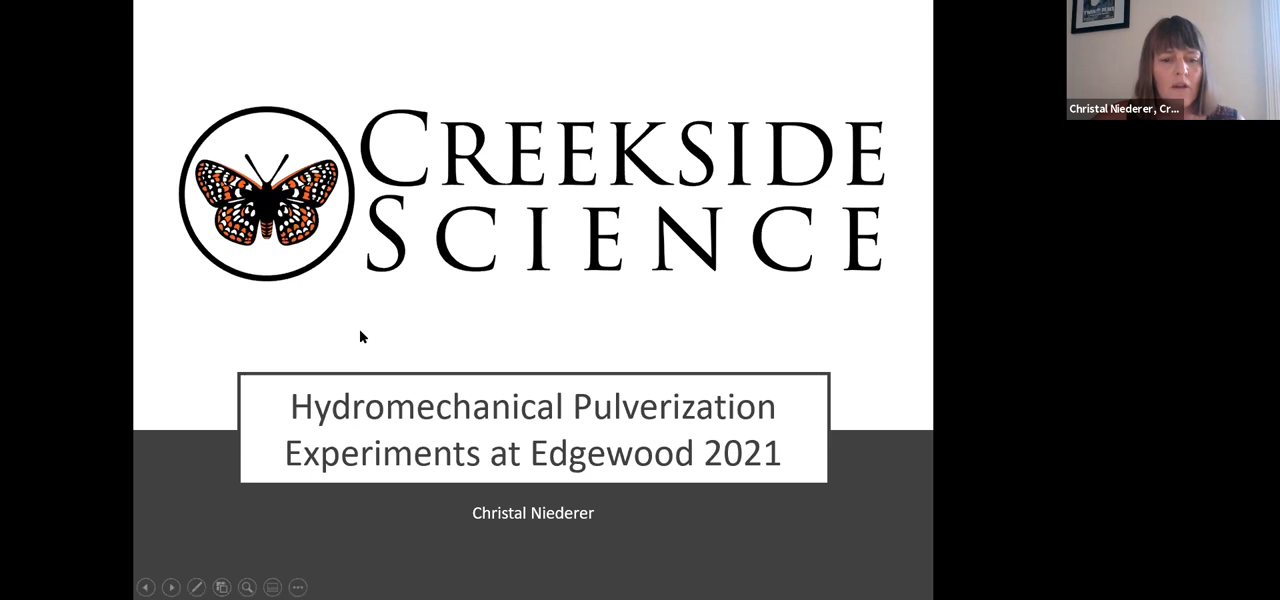 CREEKSIDE
SCIENCE
Hydromechanical Pulverization
Experiments at Edgewood 2021
Christal Niederer
Christal Niederer, Cr...